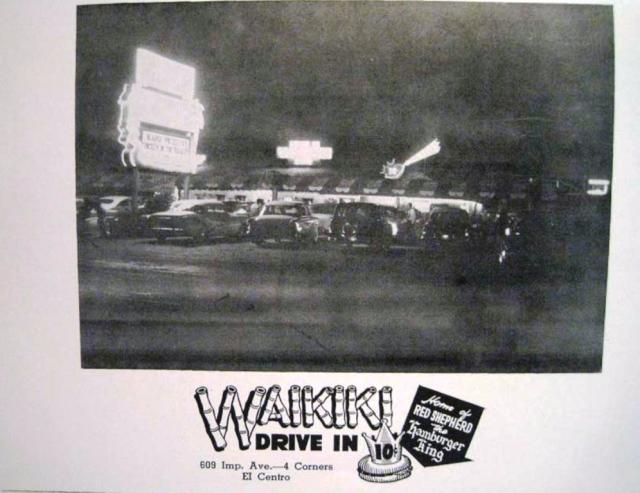 WAIKIKI
DRIVE IN
10¢
Home of
RED SHEPHERD
The
Hamburger
King
609 Imp. Ave.—4 Corners
El Centro